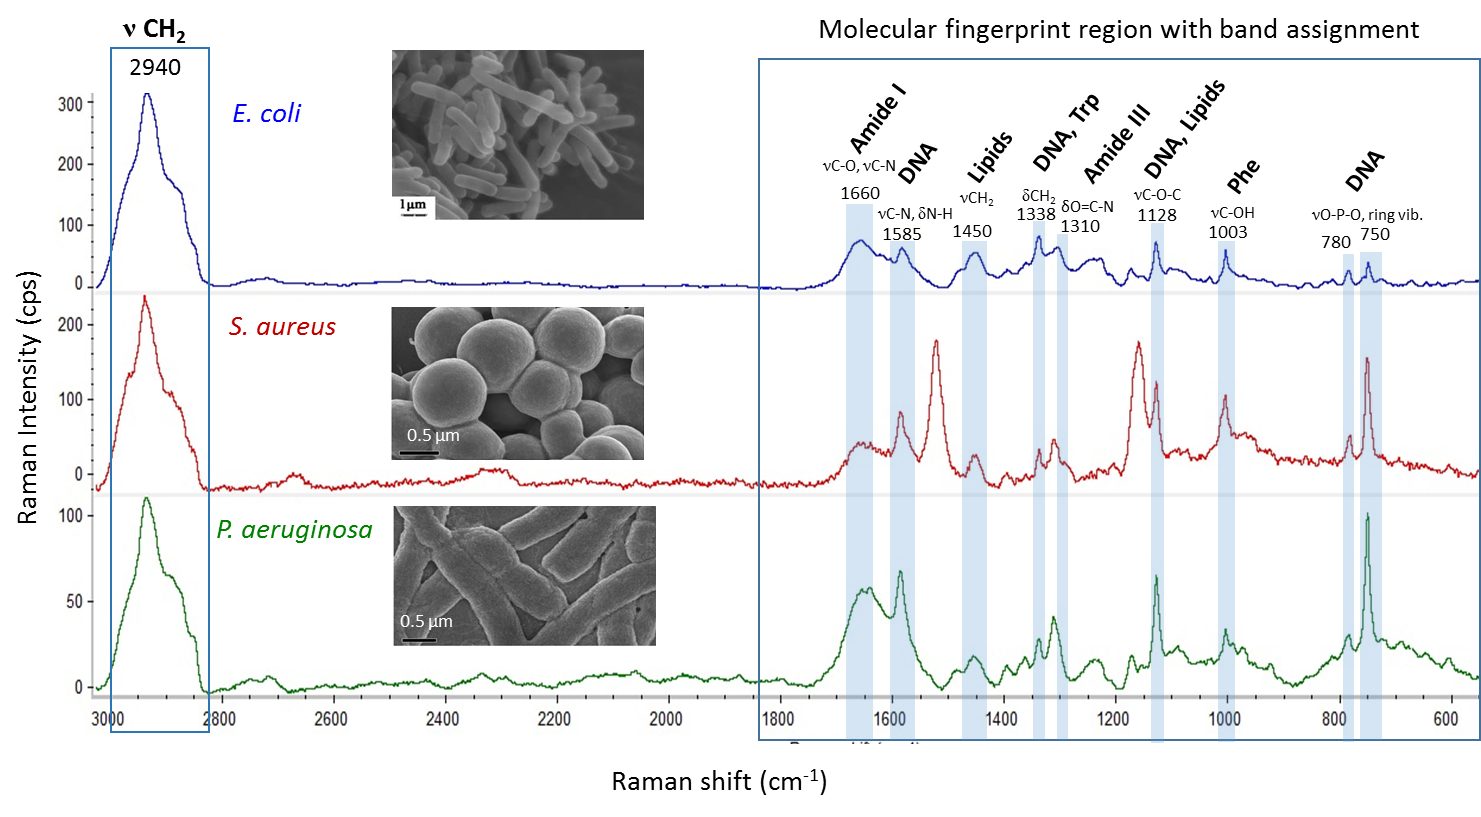 ν CH2
Molecular fingerprint region with band assignment
2940
E. coli
Amide I
DNA
Lipids
DNA, Trp
Amide III
DNA, Lipids
Phe
DNA
νC-O, νC-N
1660
νC-N, δN-H
1585
νCH2
1450
δCH2
1338
δO=C-N
1310
νC-O-C
1128
νC-OH
1003
νO-P-O, ring vib.
780
750
1μm
300
200
100
0
S. aureus
0.5 μm
200
100
0
P. aeruginosa
0.5 μm
100
50
0
Raman Intensity (cps)
3000 2800 2600 2400 2200 2000 1800 1600 1400 1200 1000 800 600
Raman shift (cm-1)